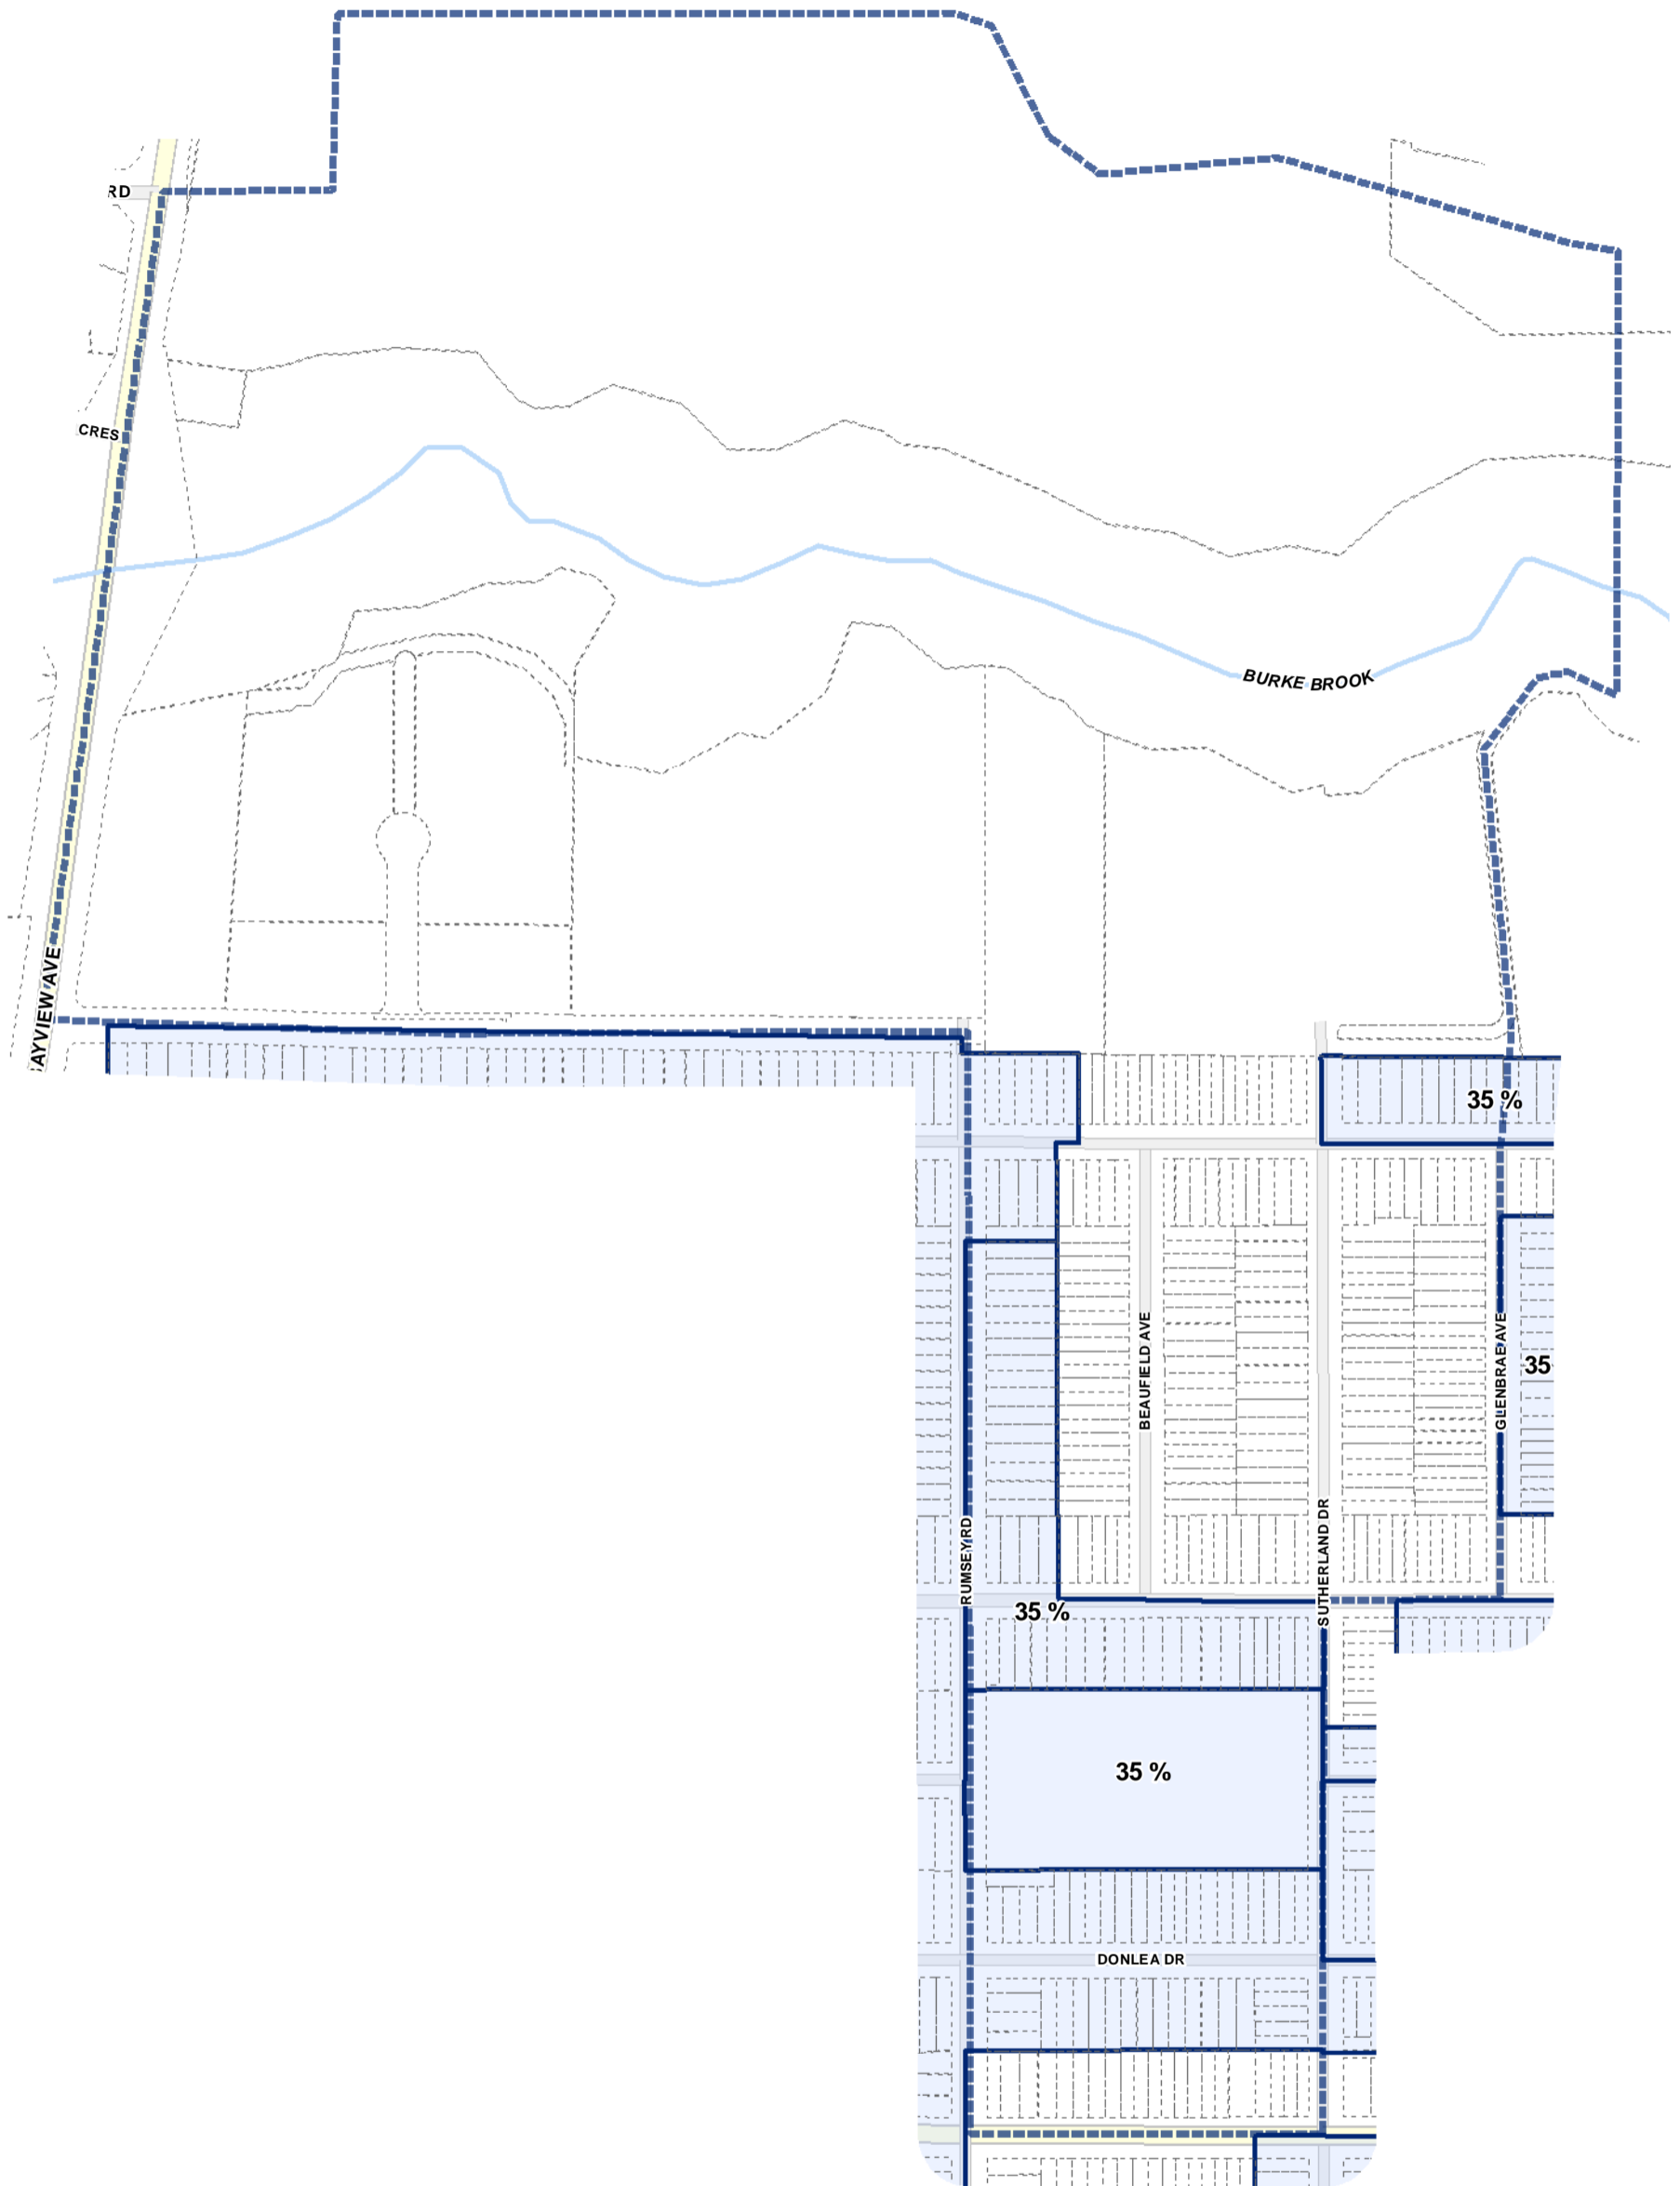 RD
CRES
BURKE BROOK
AYVIEW AVE
35 %
BEAUFIELD AVE
GLENBRAE AVE
35
RUMSEY RD
SUTHERLAND DR
35 %
35 %
DONLEA DR